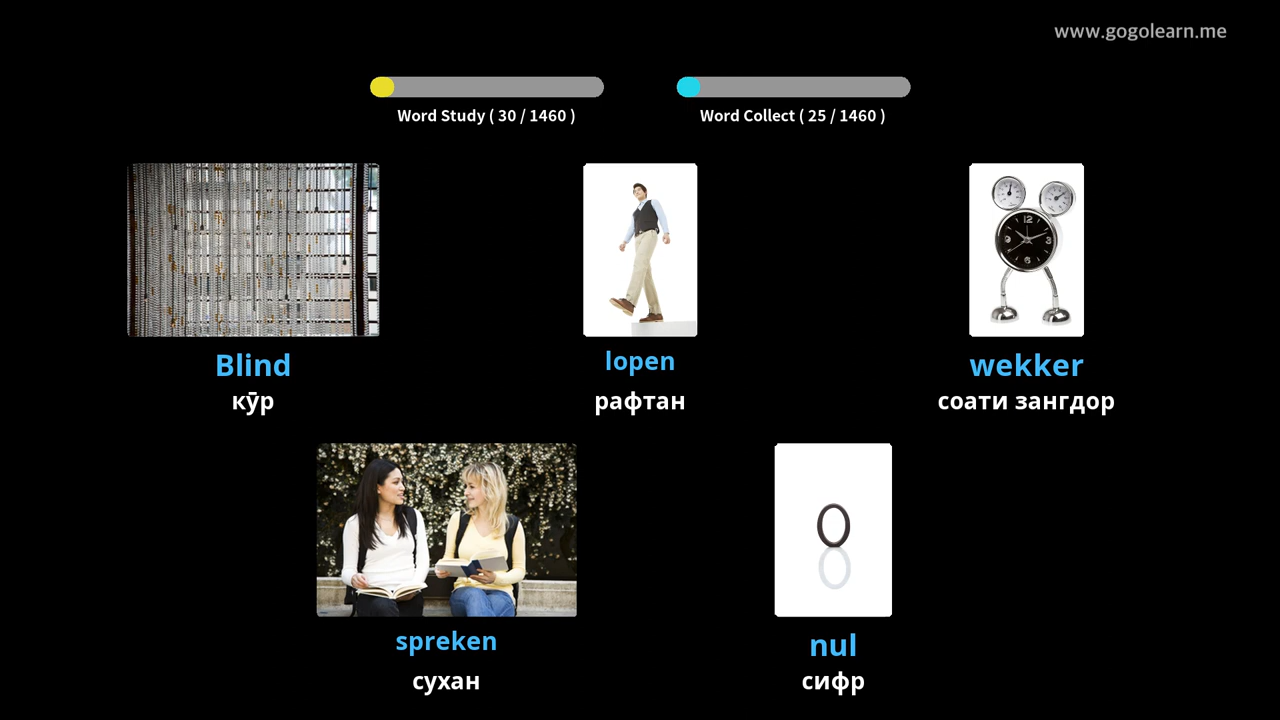 www.gogolearn.me
Word Study ( 30 / 1460 )
Word Collect ( 25 / 1460 )
Blind
lopen
wekker
кӯр
рафтан
соати зангдор
spreken
nul
сухан
сифр